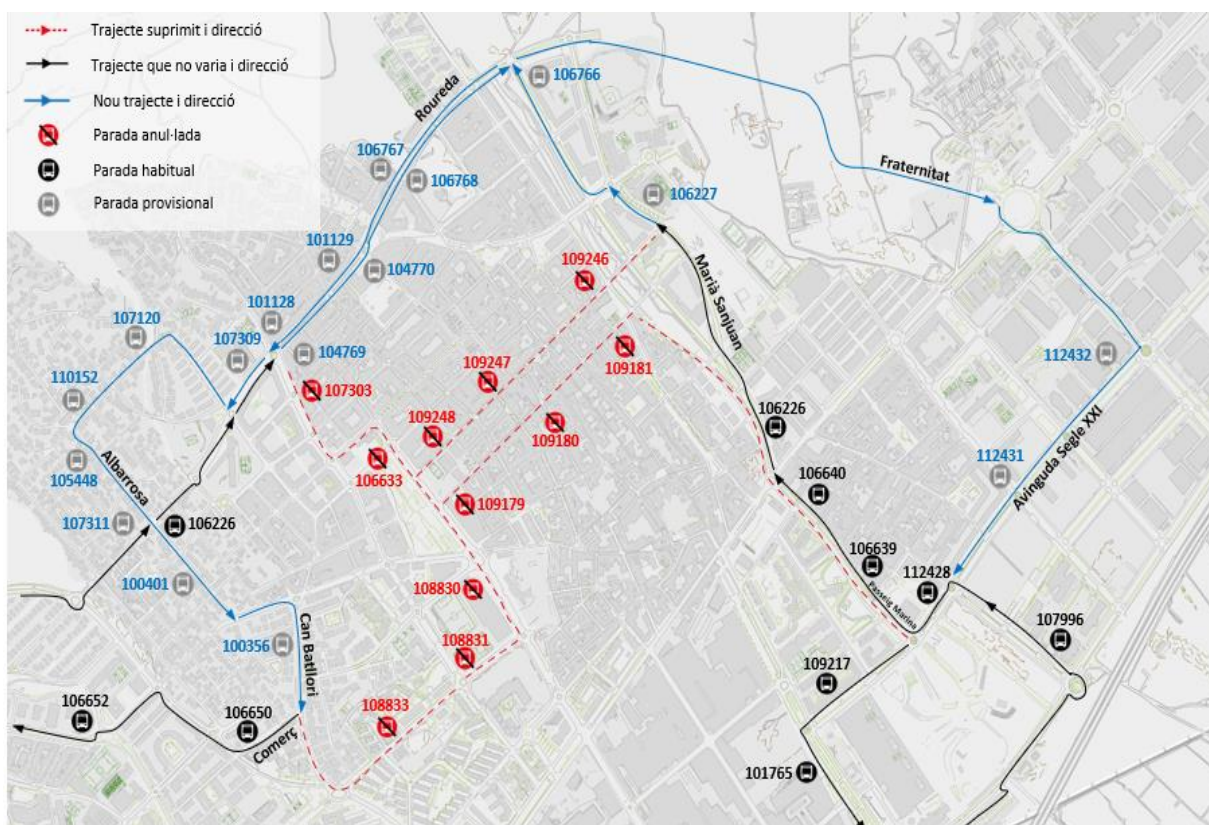 Trajecte suprimit i direcció
Trajecte que no varia i direcció
Nou trajecte i direcció
Parada anul·lada
Parada habitual
Parada provisional
Roureda
106766
106767
106768
Fraternitat
106227
101129
104770
109246
Marià Sanjuan
101128
107120
107309
104769
112432
109181
110152
107303
109247
109248
109180
106226
Avinguda Segle XXI
105448
Albarrosa
106633
106640
112431
109179
107311
106226
106639
112428
100401
108830
Passeig Marina
107996
100356
Can Batllori
108831
109217
106652
106650
108833
Comerç
101765